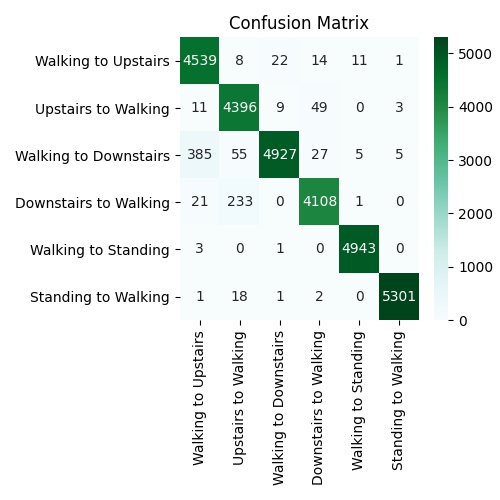 Confusion Matrix
Walking to Upstairs 4539 8 22 14 11 1
Upstairs to Walking 11 4396 9 49 0 3
Walking to Downstairs 385 55 4927 27 5 5
Downstairs to Walking 21 233 0 4108 1 0
Walking to Standing 3 0 1 0 4943 0
Standing to Walking 1 18 1 2 0 5301
Walking to Upstairs
Upstairs to Walking
Walking to Downstairs
Downstairs to Walking
Walking to Standing
Standing to Walking
5000
4000
3000
2000
1000
0